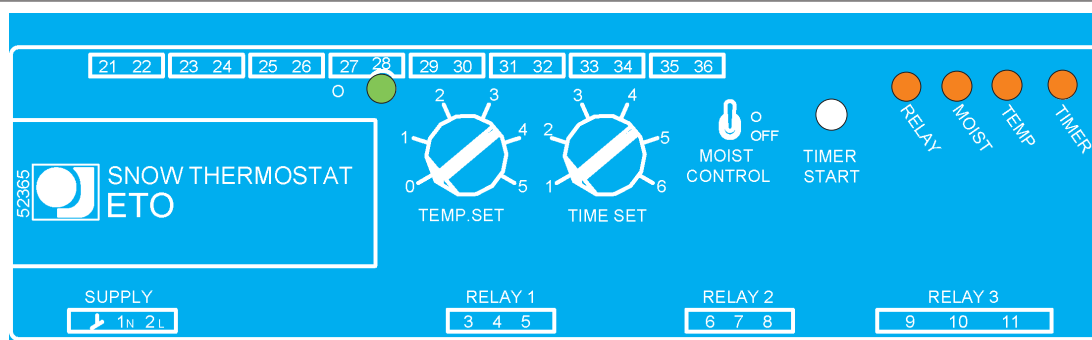 21 22 23 24 25 26 27 28 29 30 31 32 33 34 35 36
O
2 3
1 4
0 5
TEMP.SET
3 4
2 5
1 6
TIME SET
O
OFF
MOIST
CONTROL
TIMER
START
RELAY
MOIST
TEMP
TIMER
52365
SNOW THERMOSTAT
ETO
SUPPLY
1N 2L
RELAY 1
3 4 5
RELAY 2
6 7 8
RELAY 3
9 10 11